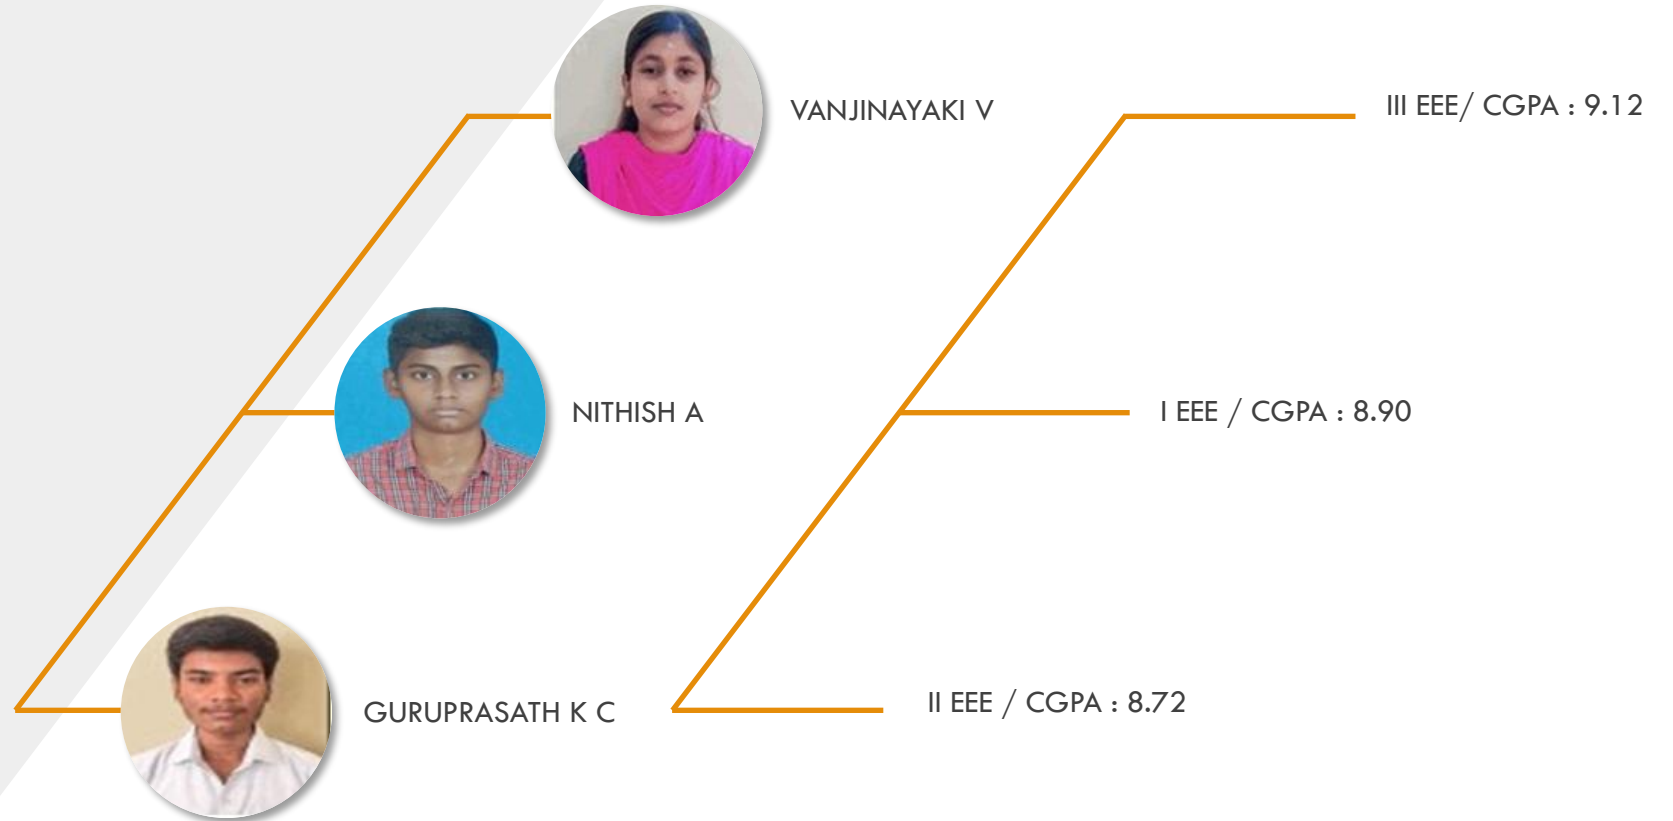 VANJINAYAKI V
III EEE/ CGPA : 9.12
NITHISH A
I EEE / CGPA : 8.90
GURUPRASATH K C
II EEE / CGPA : 8.72